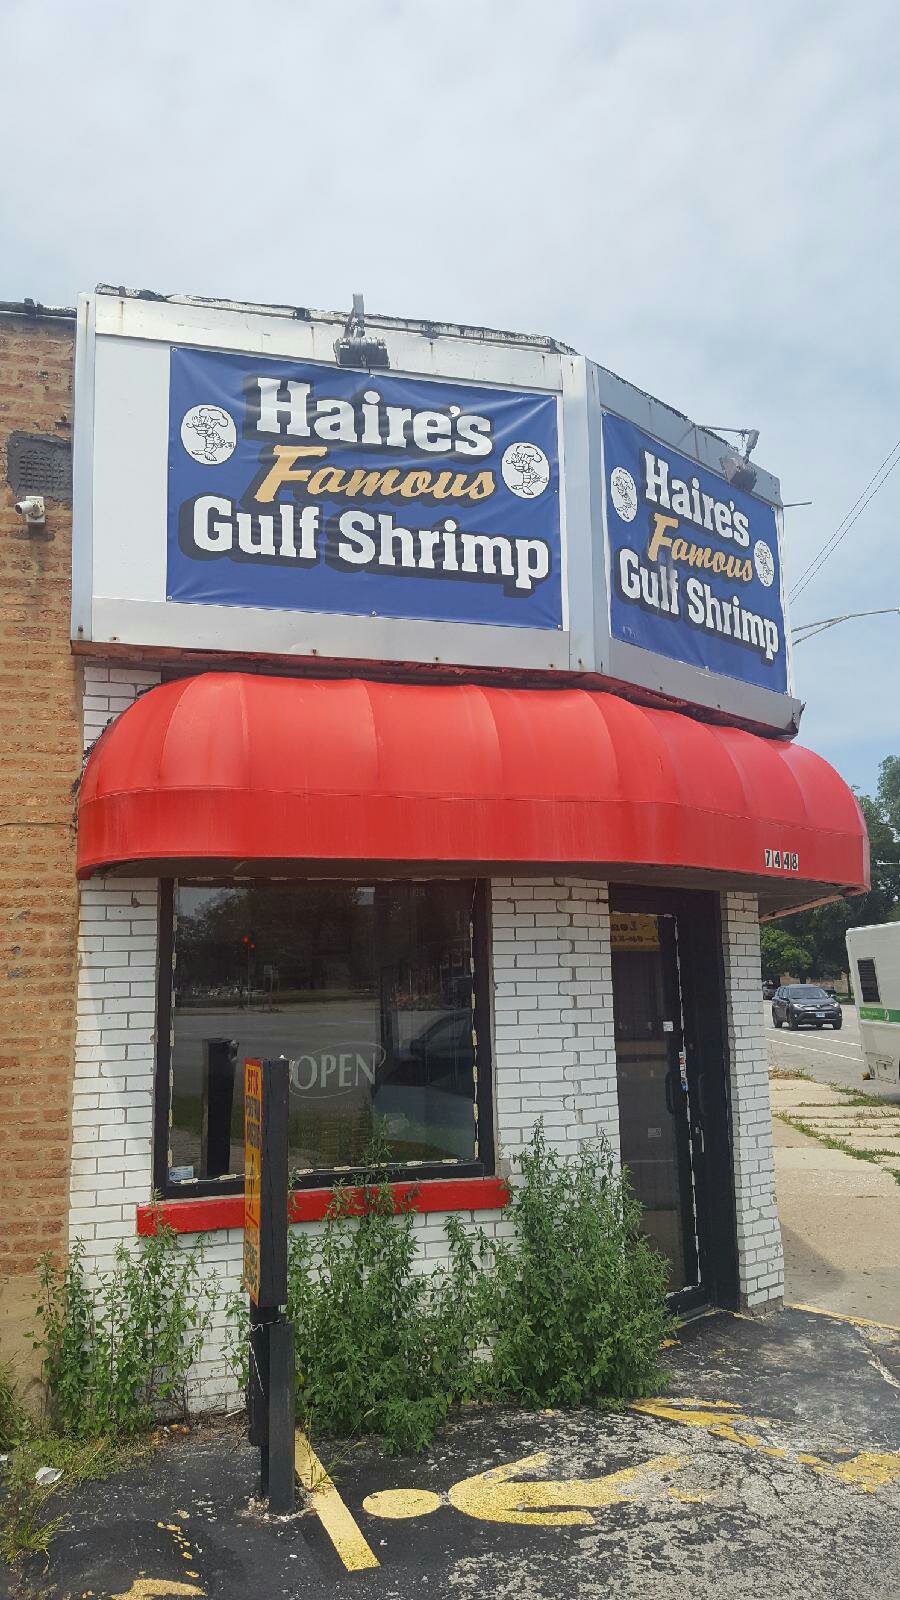 Haire's
Famous
Gulf Shrimp
Haire's
Famous
Gulf Shrimp
7448
OPEN